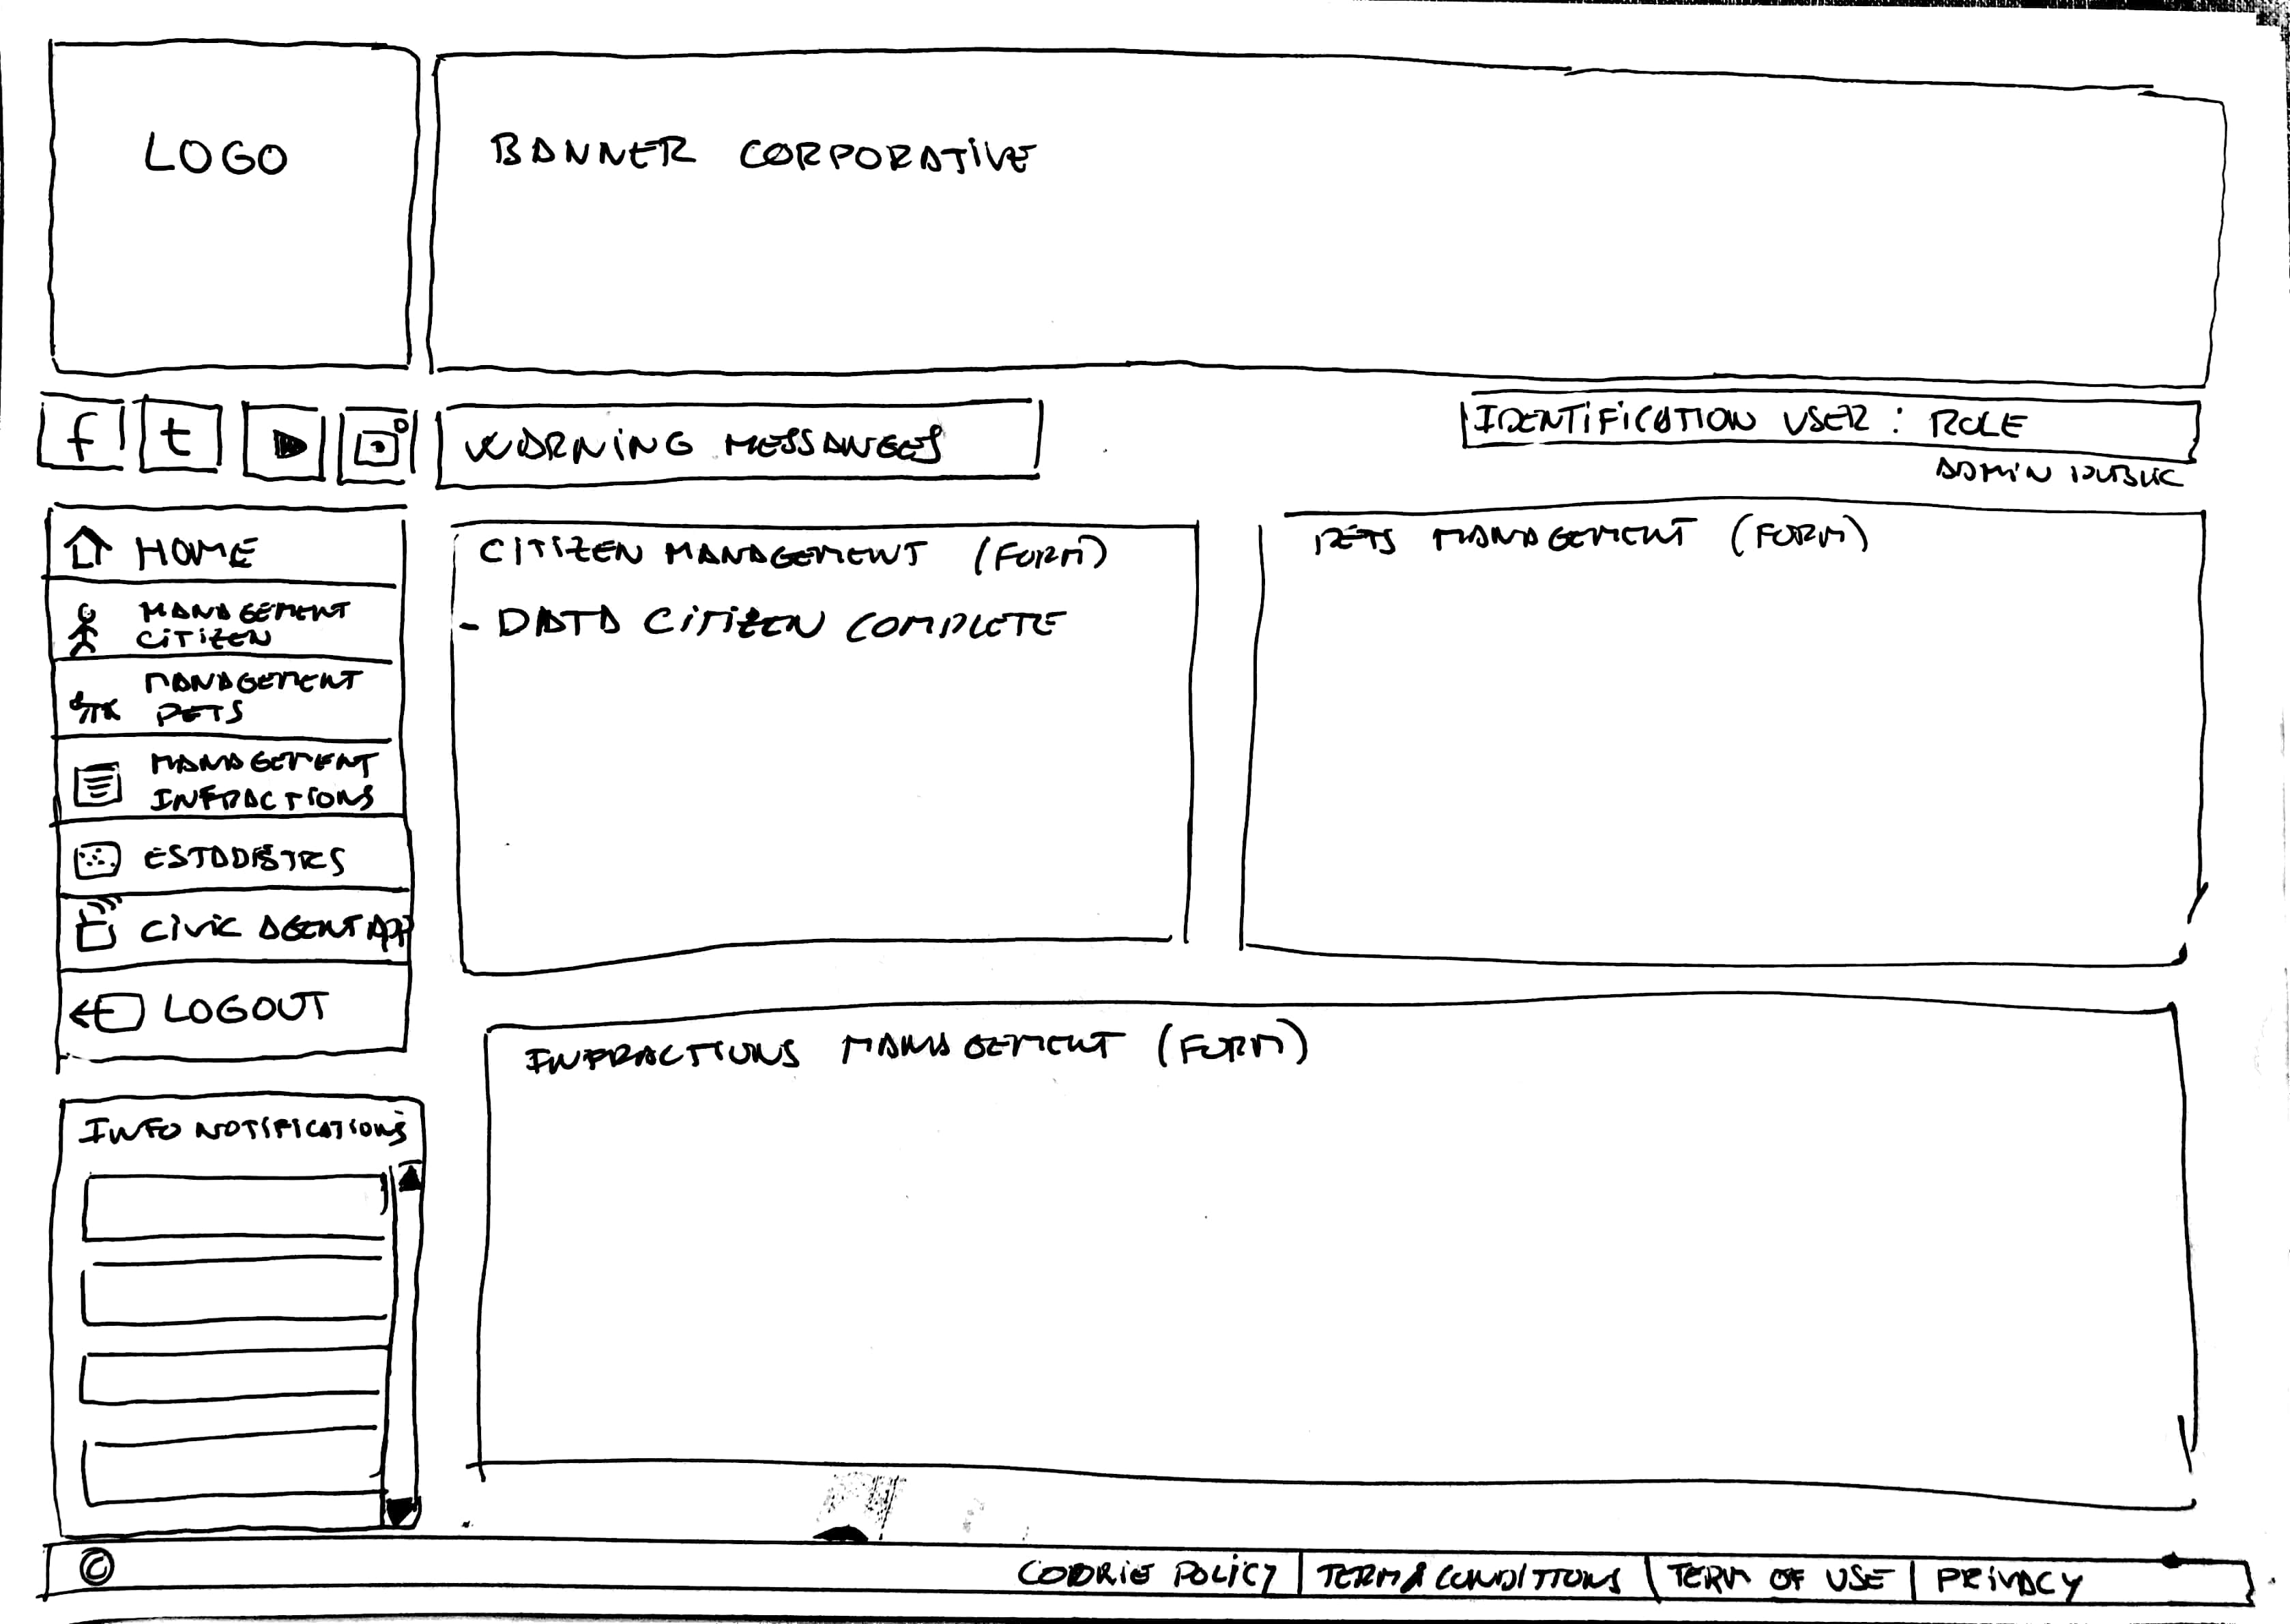 LOGO
BANNER CORPORATIVE
f t
WARNING MESSANGES
IDENTIFICATION USER : ROLE
ADMIN PUBLIC
HOME
MANAGEMENT
CITIZEN
MANAGEMENT
PETS
MANAGEMENT
INFRACTIONS
ESTADISTICS
CIVIC AGENT APP
LOGOUT
INFO NOTIFICATIONS
CITIZEN MANAGEMENT (FORM)
- DATA CITIZEN COMPLETE
PETS MANAGEMENT (FORM)
INFRACTIONS MANAGEMENT (FORM)
© COOKIE POLICY | TERM & CONDITIONS | TERM OF USE | PRIVACY